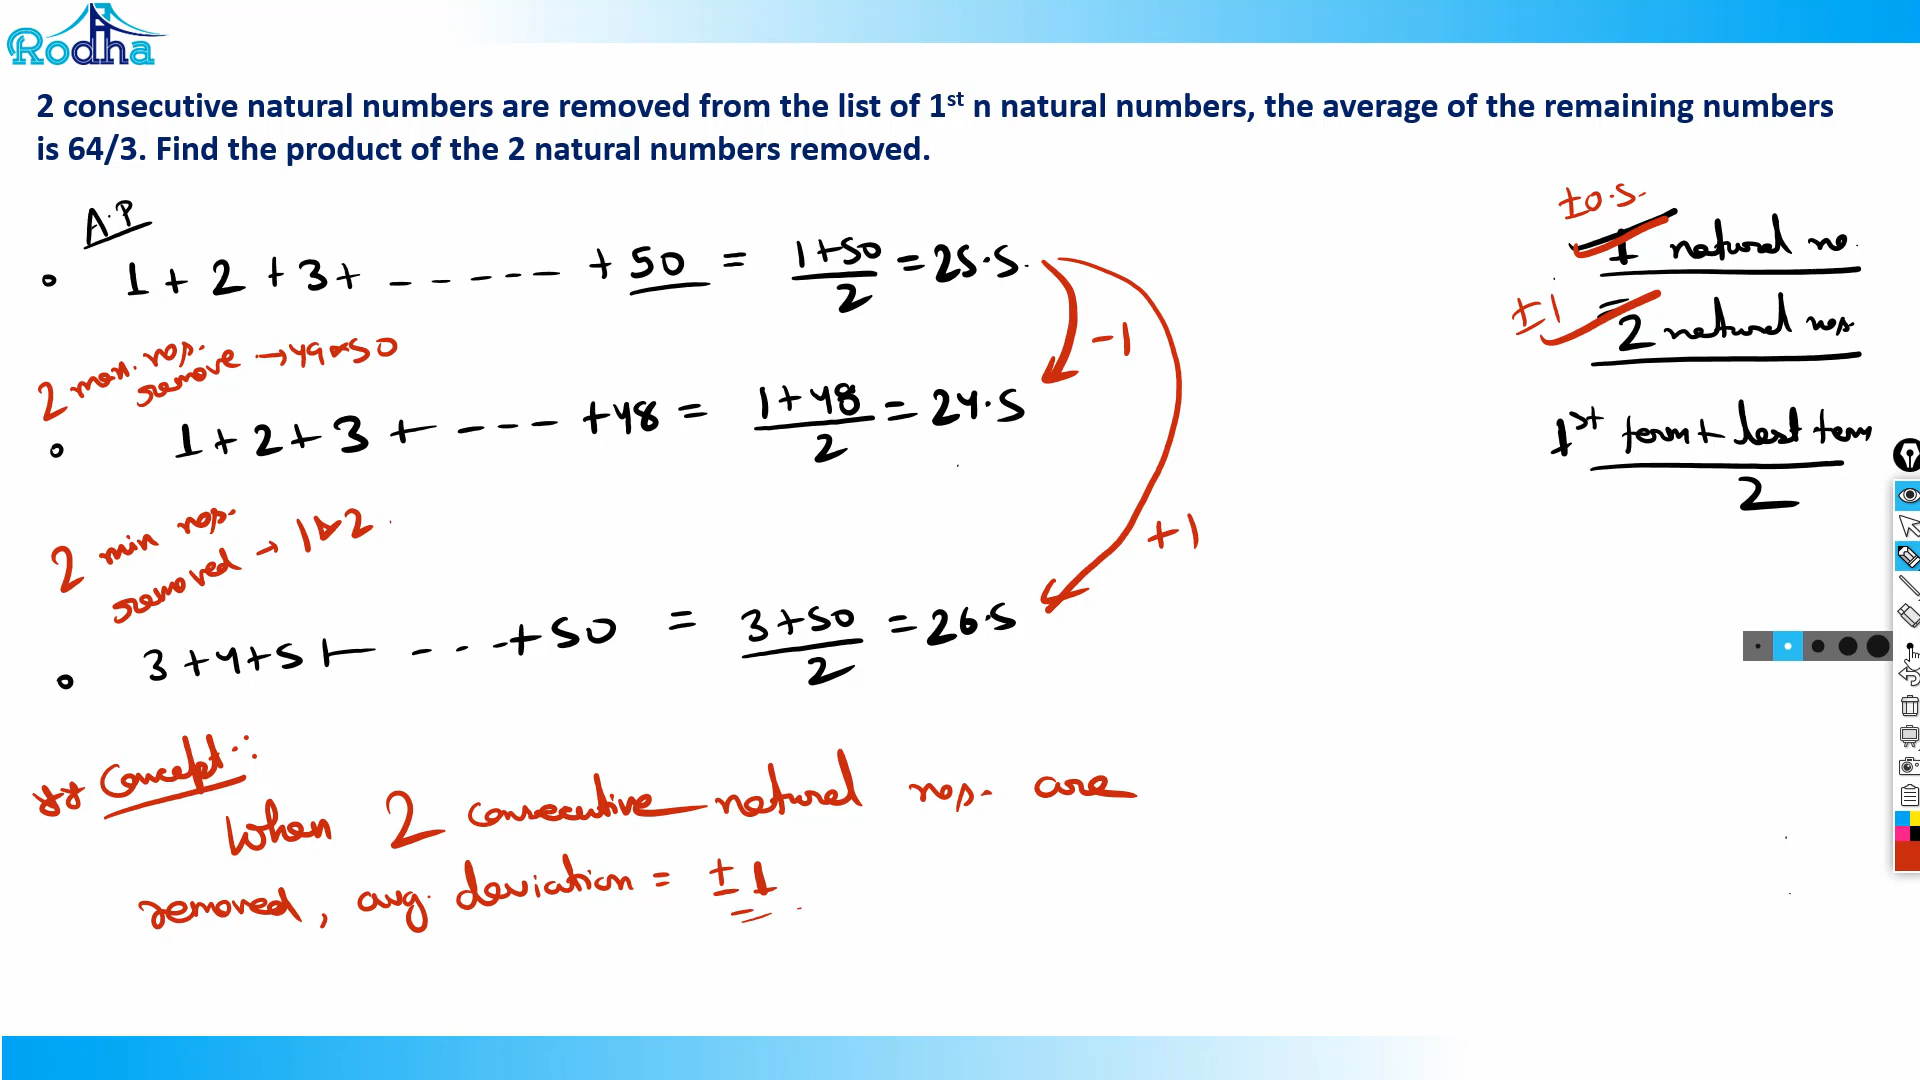 Rodha
2 consecutive natural numbers are removed from the list of 1st n natural numbers, the average of the remaining numbers
is 64/3. Find the product of the 2 natural numbers removed.
A.P
1 + 2 + 3 + ------ + 50 = 1+50/2 = 25.5
-1
2 max. nos. remove → 49 & 50
1 + 2 + 3 + ---- + 48 = 1+48/2 = 24.5
2 min nos. removed → 1 & 2
+1
3 + 4 + 5 + - - - + 50 = 3+50/2 = 26.5
** Concept :
When 2 consecutive natural nos. are
removed, avg. deviation = ± 1
±0.5
1 natural no.
±1
2 natural nos.
1st term + last term
2